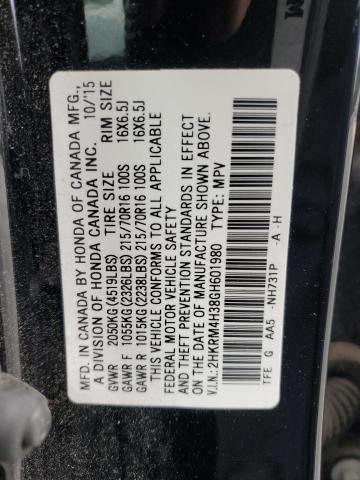 MFD. IN CANADA BY HONDA OF CANADA MFG.,
A DIVISION OF HONDA CANADA INC. 10/15
GVWR 2050KG(4519LBS) TIRE SIZE RIM SIZE
GAWR F 1055KG(2326LBS) 215/70R16 100S 16X6.5J
GAWR R 1015KG(2238LBS) 215/70R16 100S 16X6.5J
THIS VEHICLE CONFORMS TO ALL APPLICABLE
FEDERAL MOTOR VEHICLE SAFETY
AND THEFT PREVENTION STANDARDS IN EFFECT
ON THE DATE OF MANUFACTURE SHOWN ABOVE.
V.I.N.: 2HKRM4H38GH601980 TYPE: MPV
TFE G AA5 -NH731P -A -H